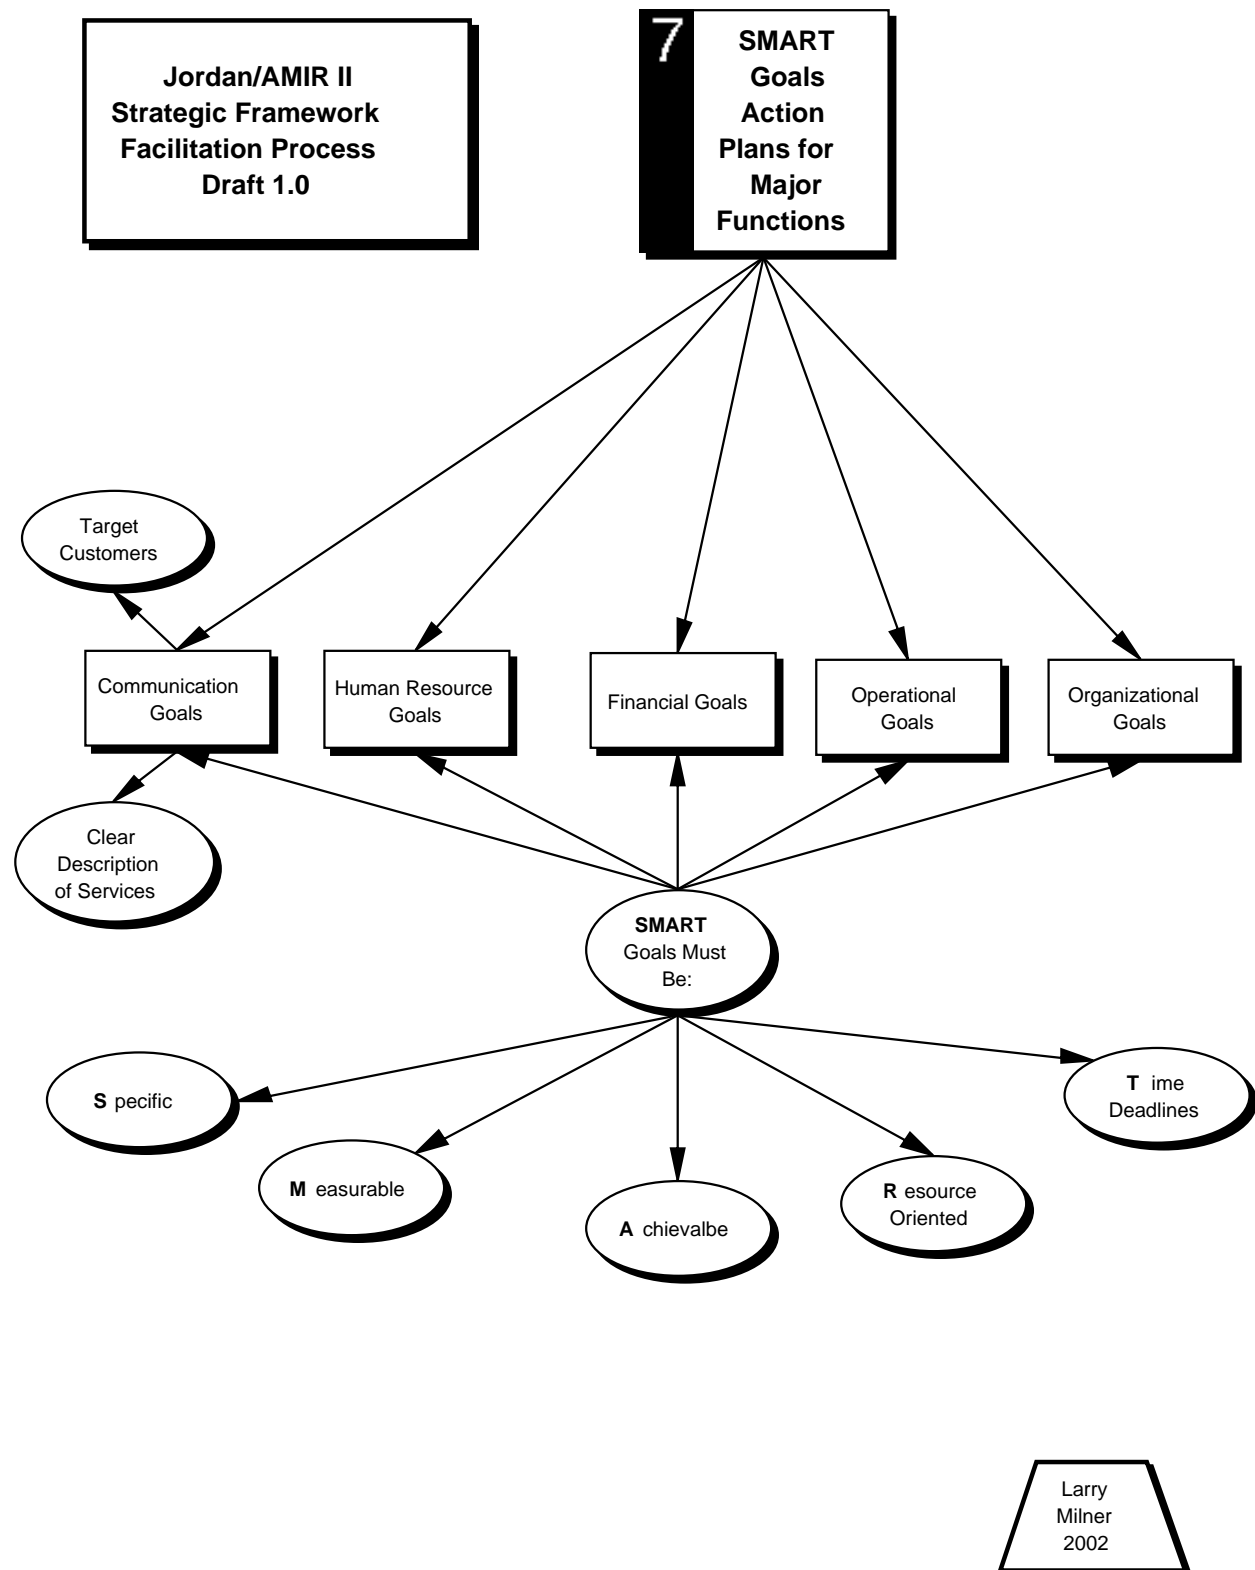 Jordan/AMIR II
Strategic Framework
Facilitation Process
Draft 1.0
7
SMART
Goals
Action
Plans for
Major
Functions
Target
Customers
Communication
Goals
Human Resource
Goals
Financial Goals
Operational
Goals
Organizational
Goals
Clear
Description
of Services
SMART
Goals Must
Be:
S pecific
M easurable
A chievalbe
R esource
Oriented
T ime
Deadlines
Larry
Milner
2002